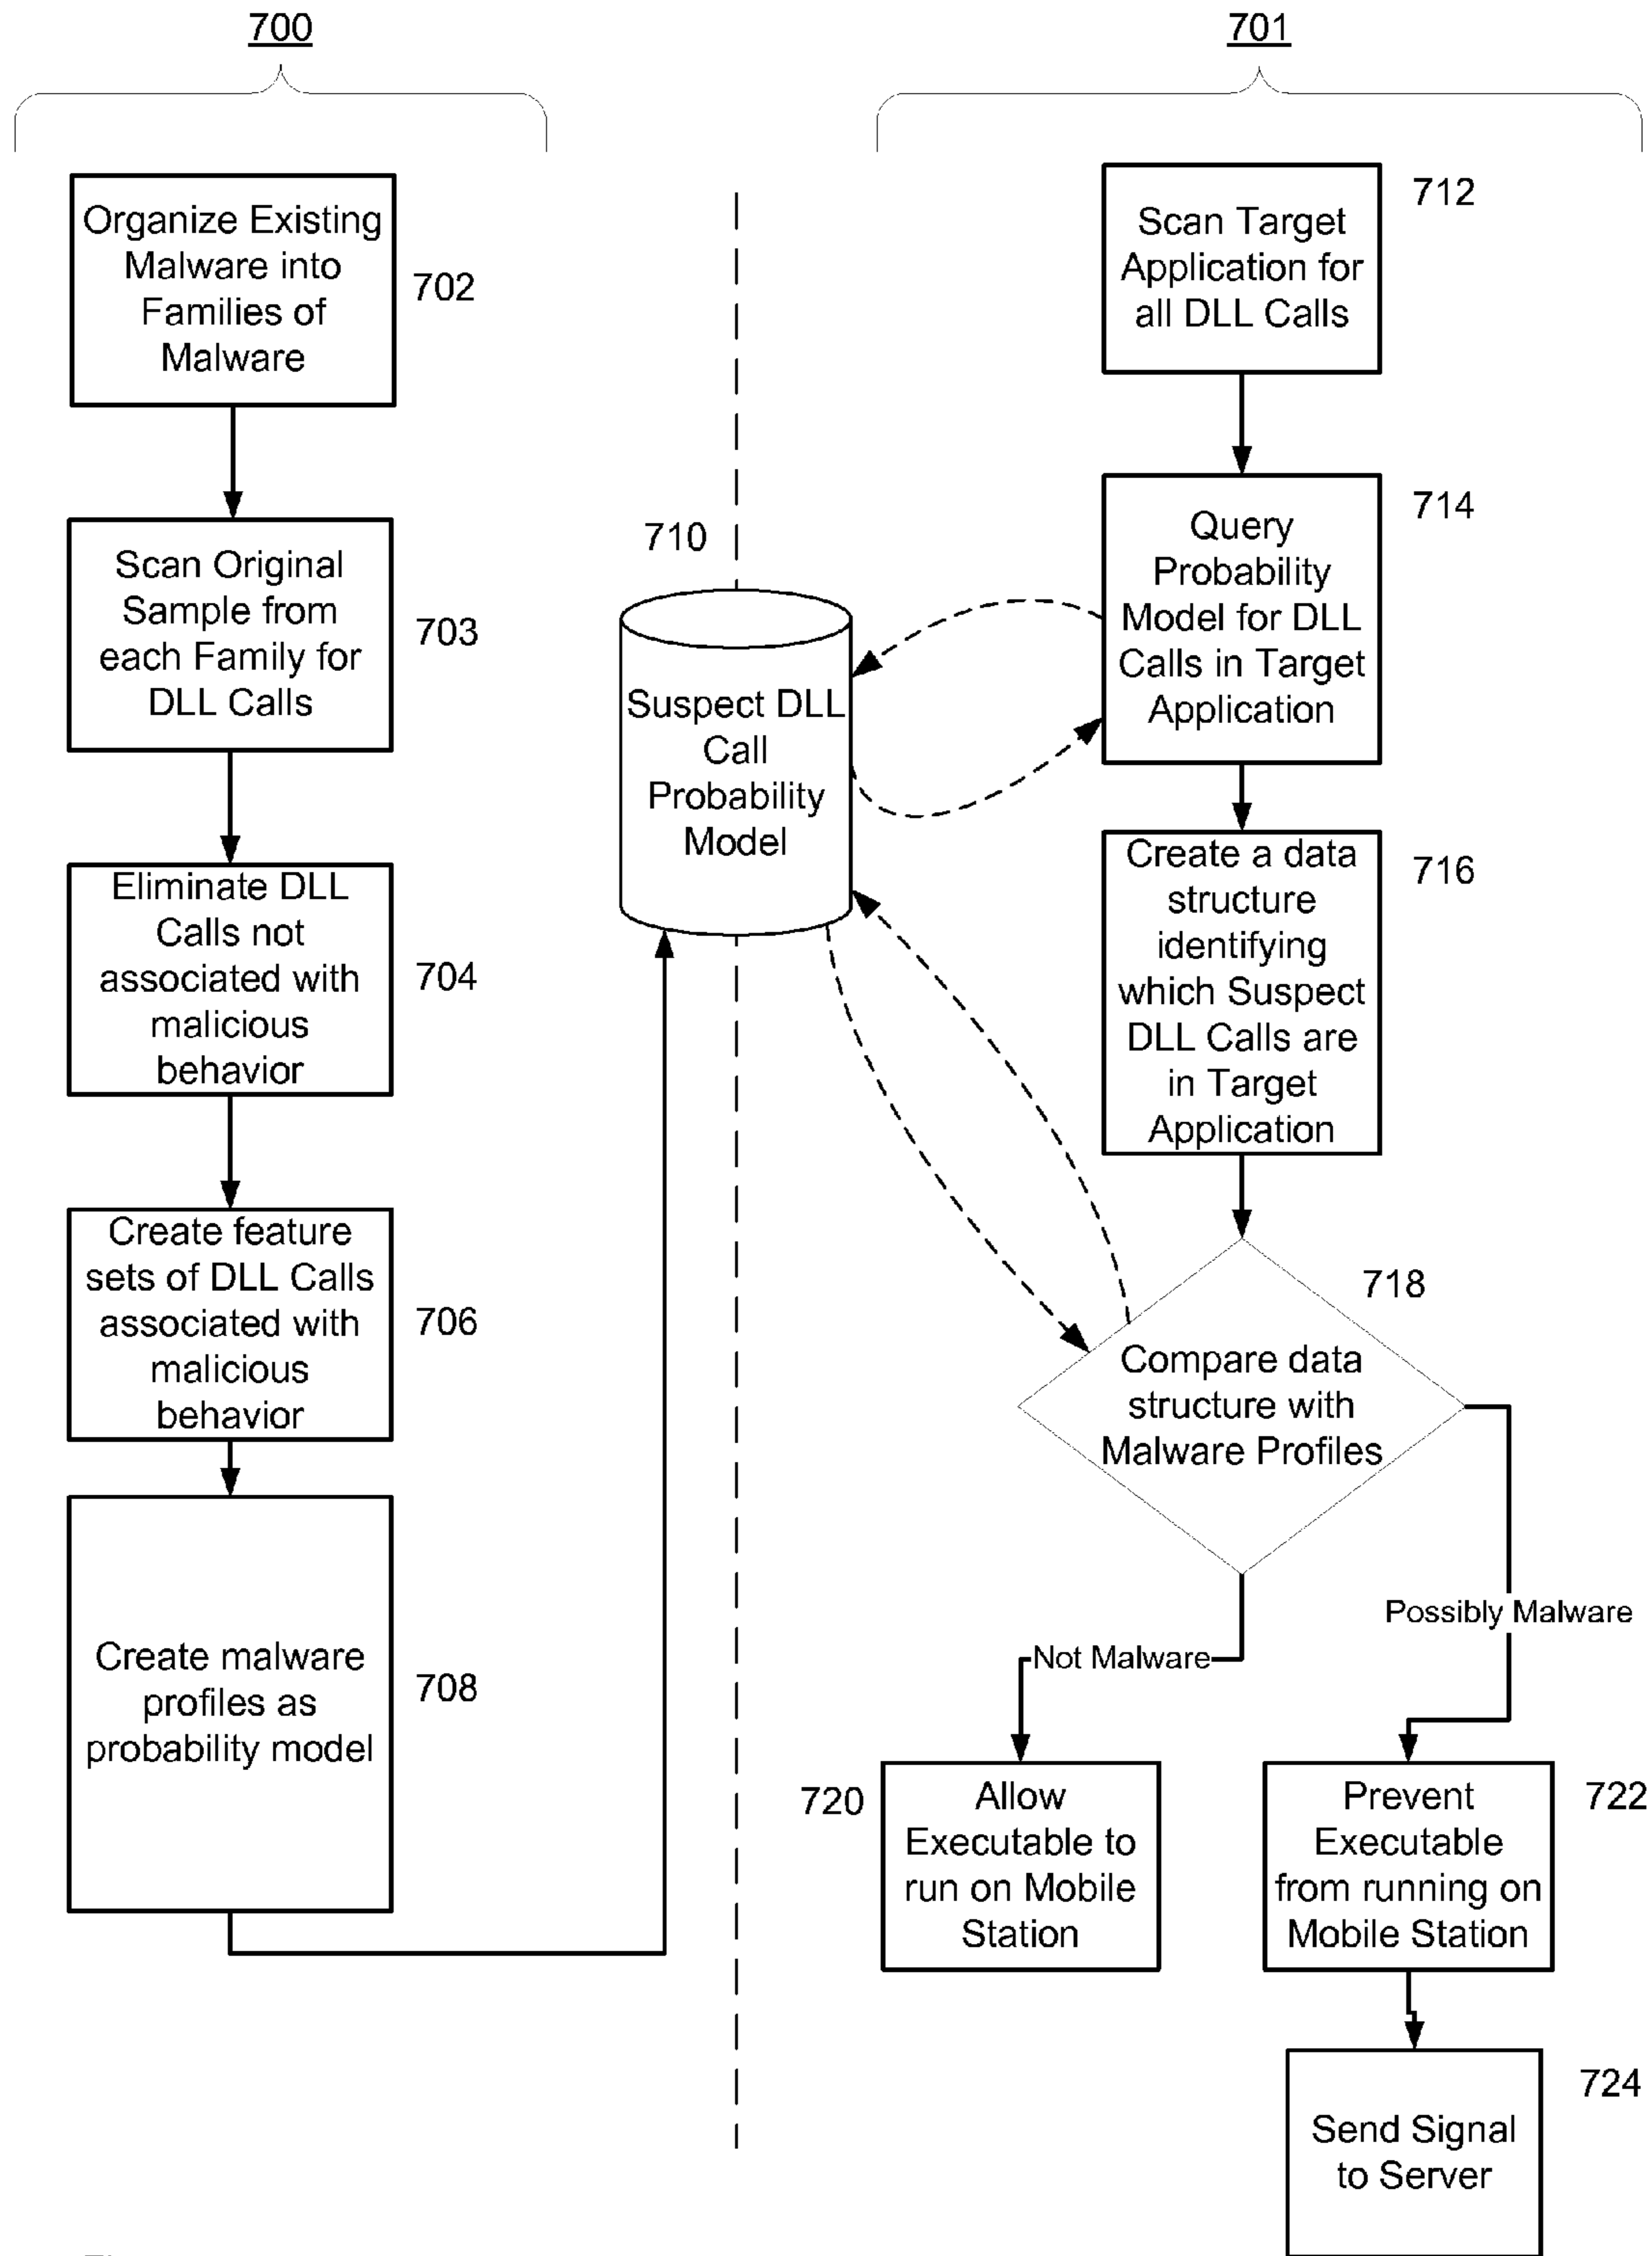 700
Organize Existing
Malware into
Families of
Malware
702
Scan Original
Sample from
each Family for
DLL Calls
703
Eliminate DLL
Calls not
associated with
malicious
behavior
704
Create feature
sets of DLL Calls
associated with
malicious
behavior
706
Create malware
profiles as
probability model
708
710
Suspect DLL
Call
Probability
Model
701
Scan Target
Application for
all DLL Calls
712
Query
Probability
Model for DLL
Calls in Target
Application
714
Create a data
structure
identifying
which Suspect
DLL Calls are
in Target
Application
716
718
Compare data
structure with
Malware Profiles
Not Malware
Possibly Malware
720
Allow
Executable to
run on Mobile
Station
Prevent
Executable
from running on
Mobile Station
722
Send Signal
to Server
724